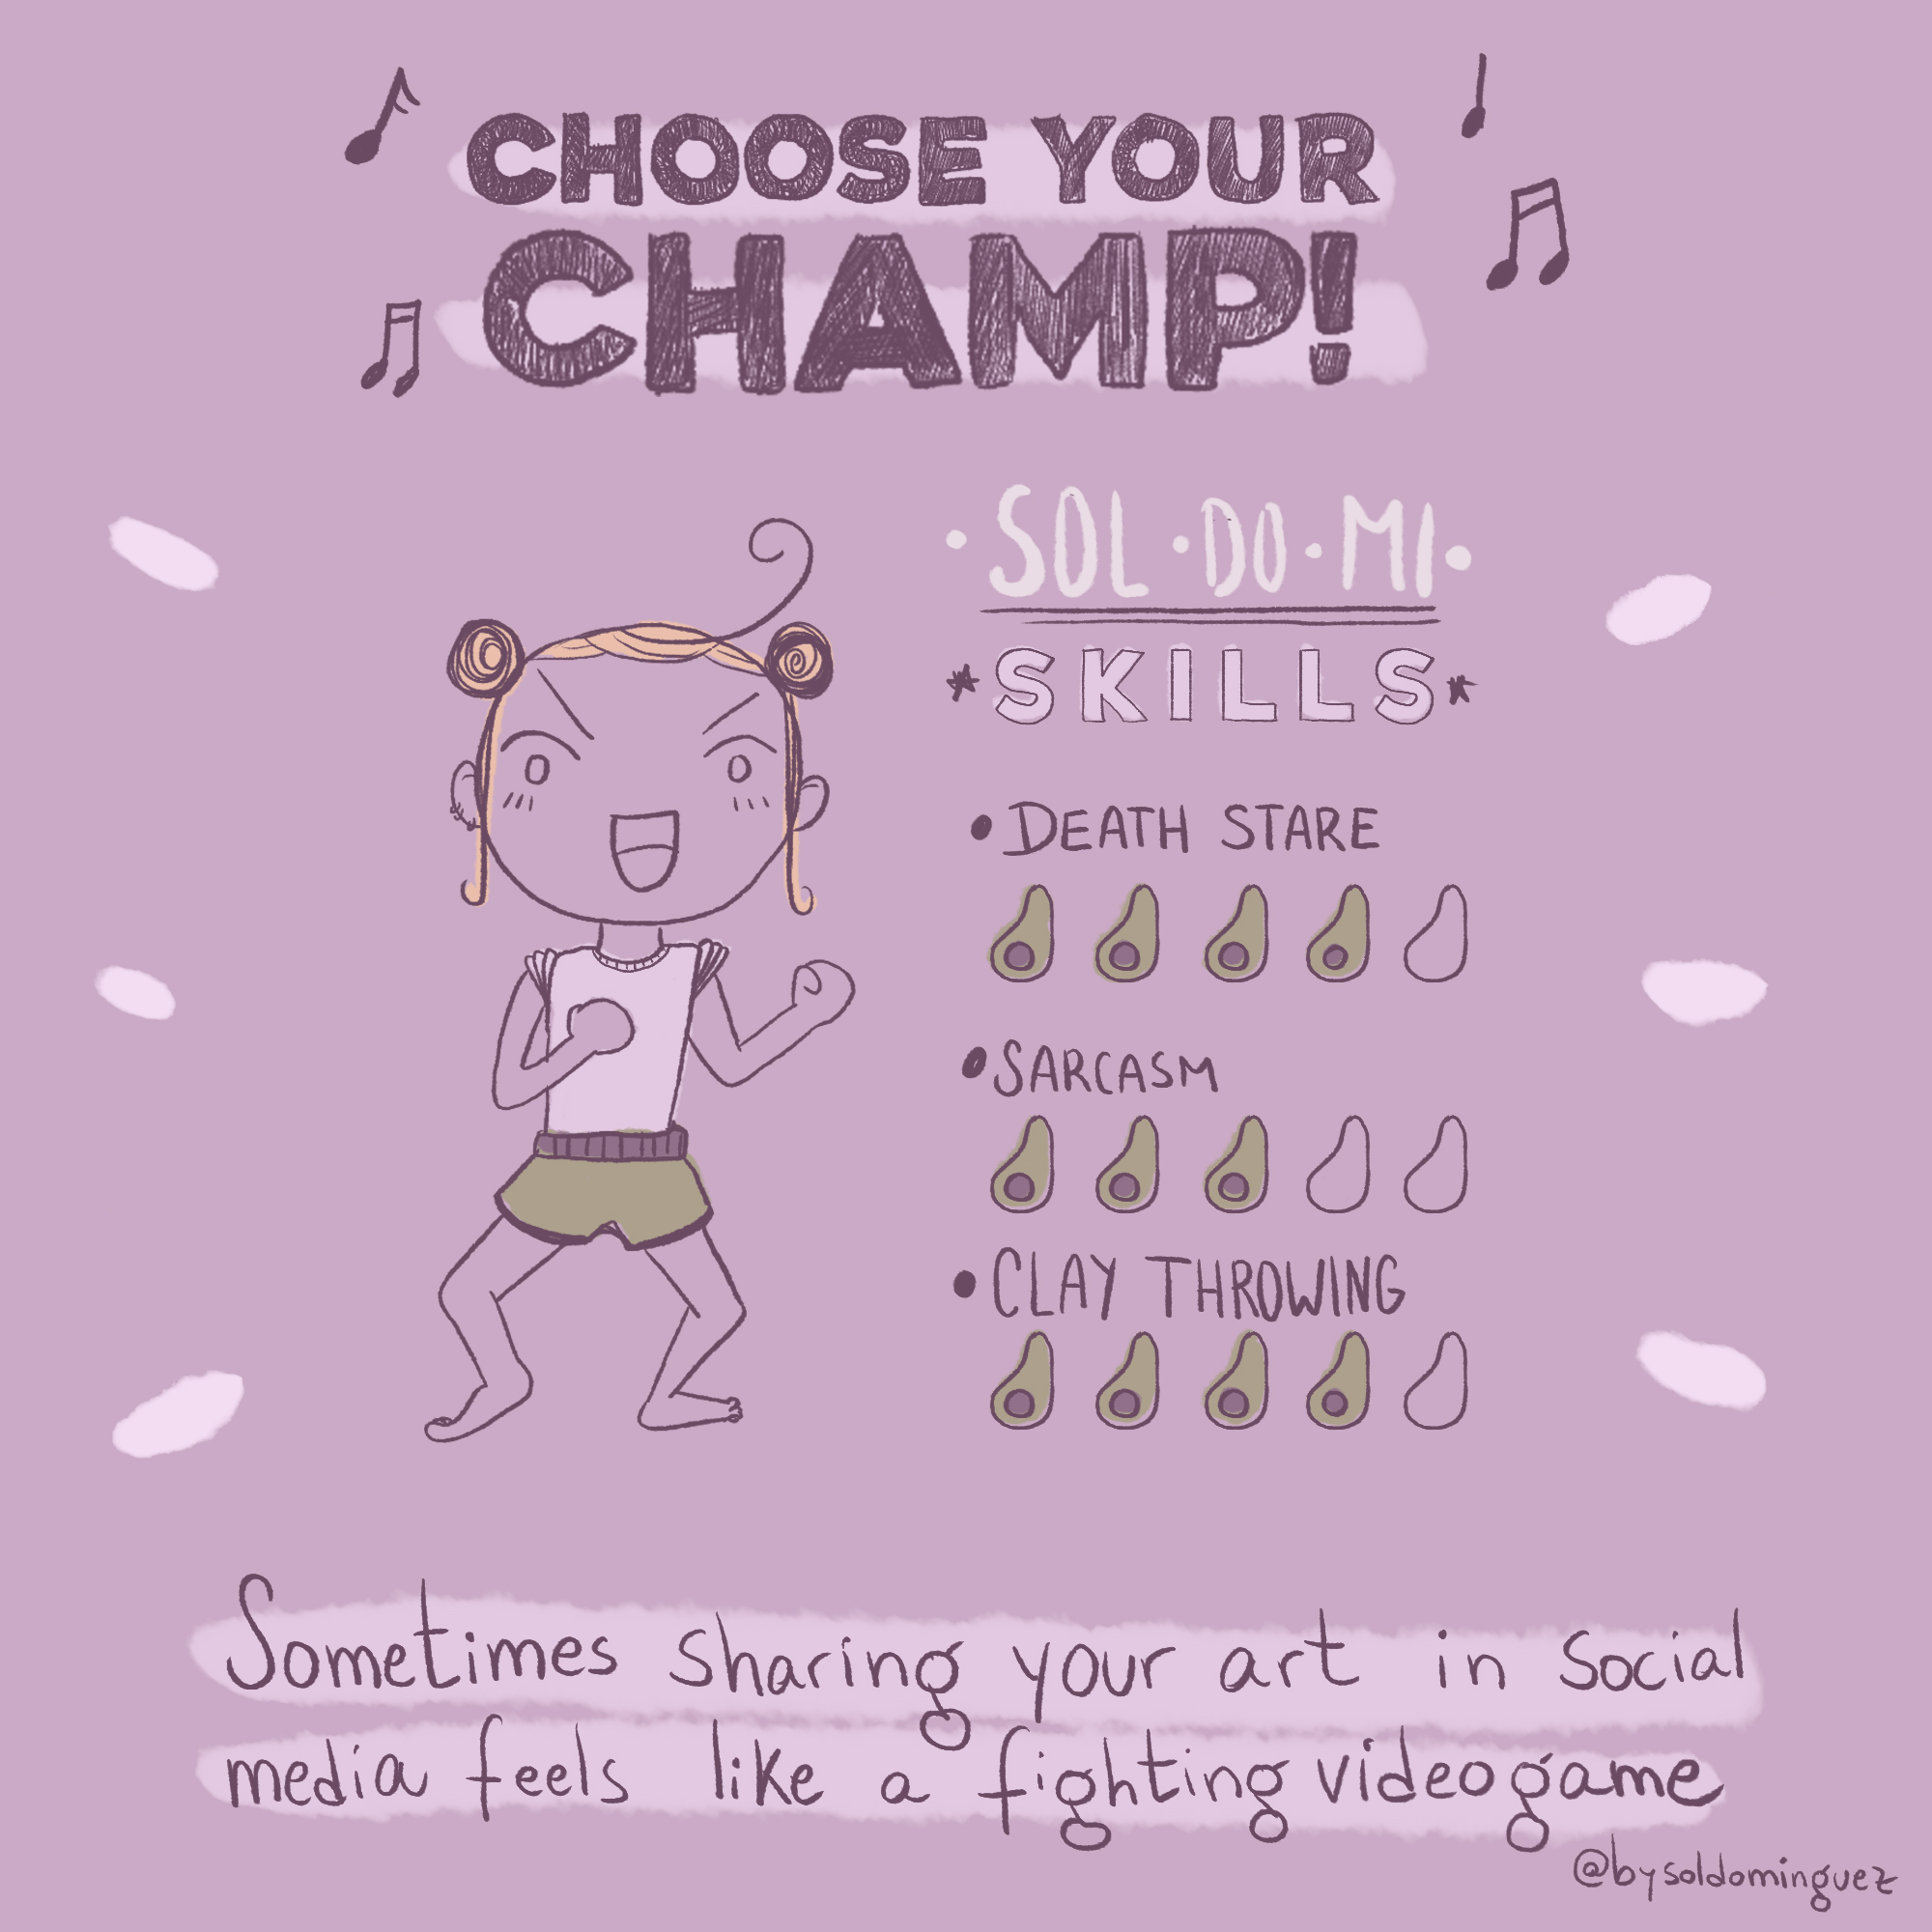 CHOOSE YOUR
CHAMP!
·SOL·DO·MI·
*SKILLS*
•DEATH STARE
•SARCASM
•CLAY THROWING
Sometimes sharing your art in social
media feels like a fighting videogame
@bysoldominguez